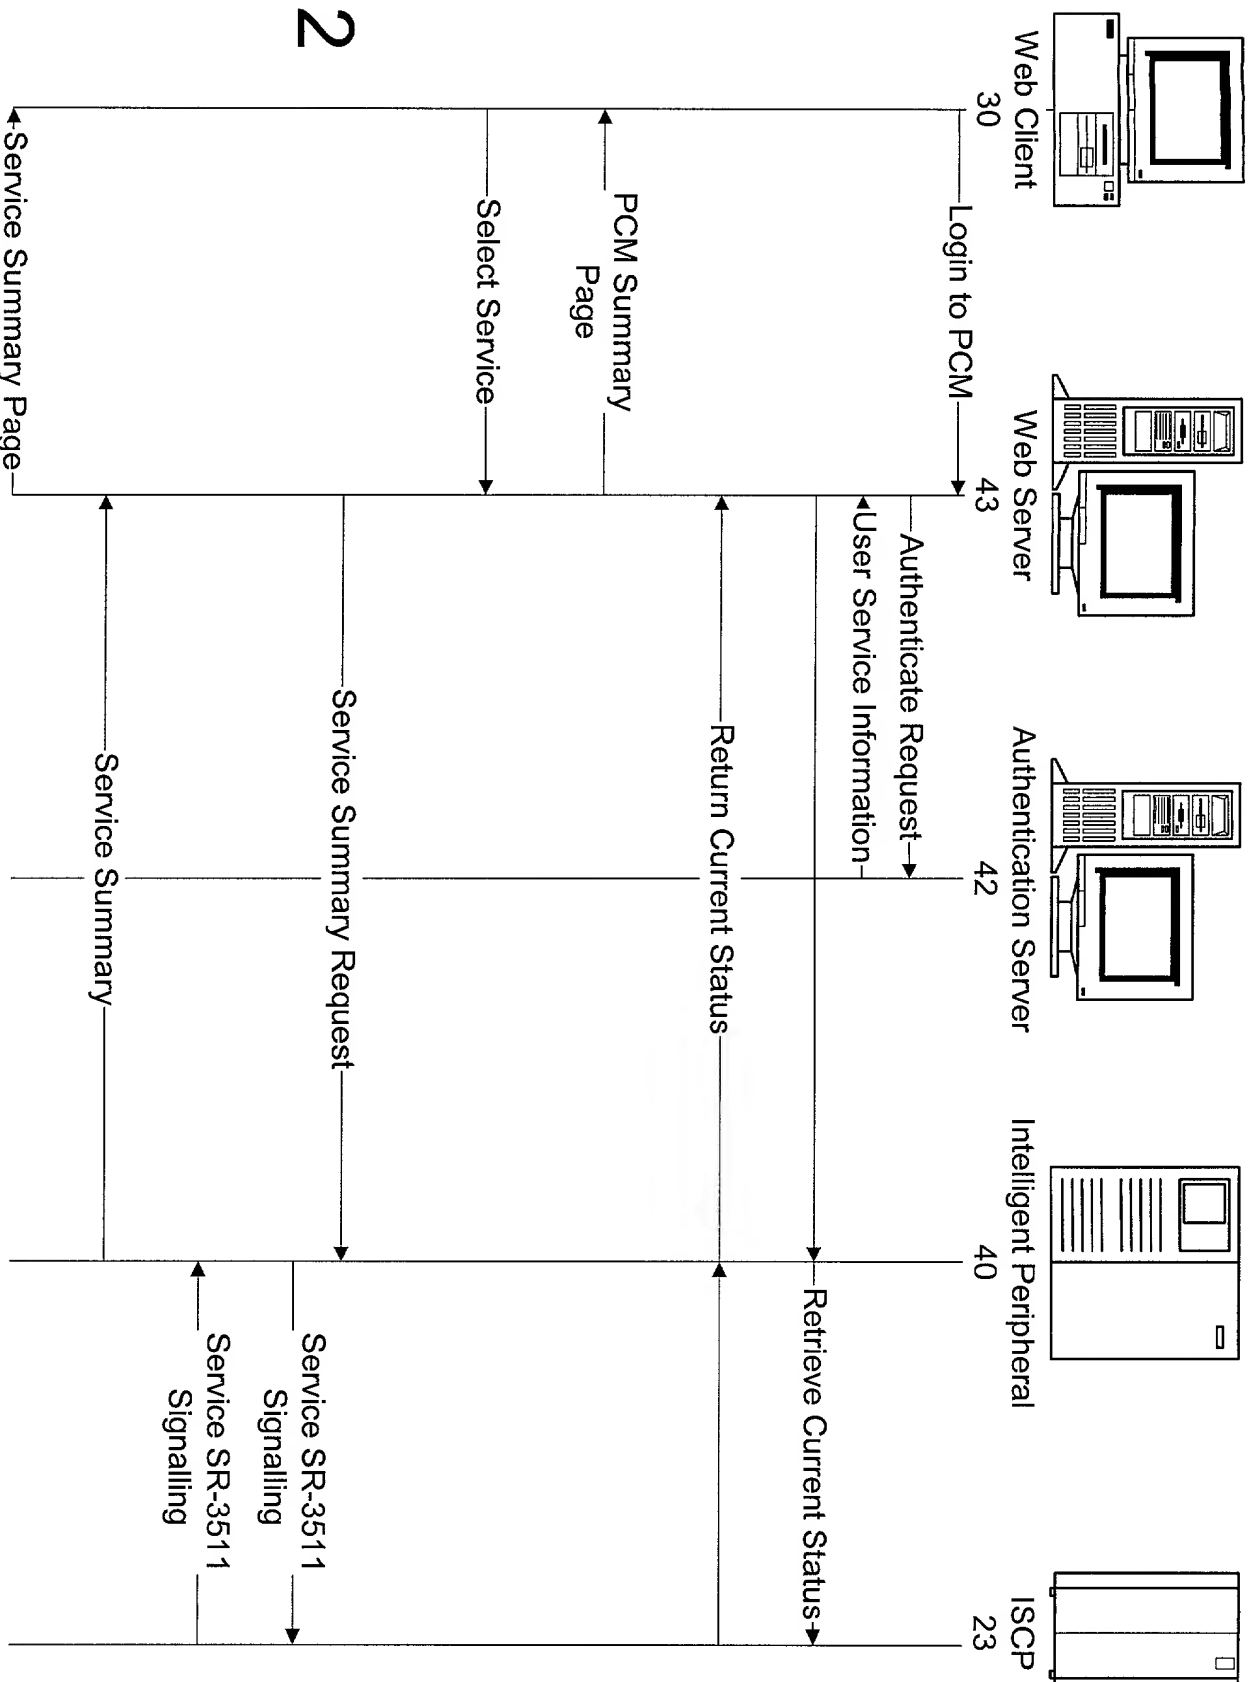 Web Client
Web Server
Authentication Server
Intelligent Peripheral
ISCP
30
43
42
40
23
Login to PCM
Authenticate Request
User Service Information
Retrieve Current Status
Return Current Status
PCM Summary
Page
Select Service
Service Summary Request
Service SR-3511
Signalling
Service SR-3511
Signalling
Service Summary
Service Summary Page
2